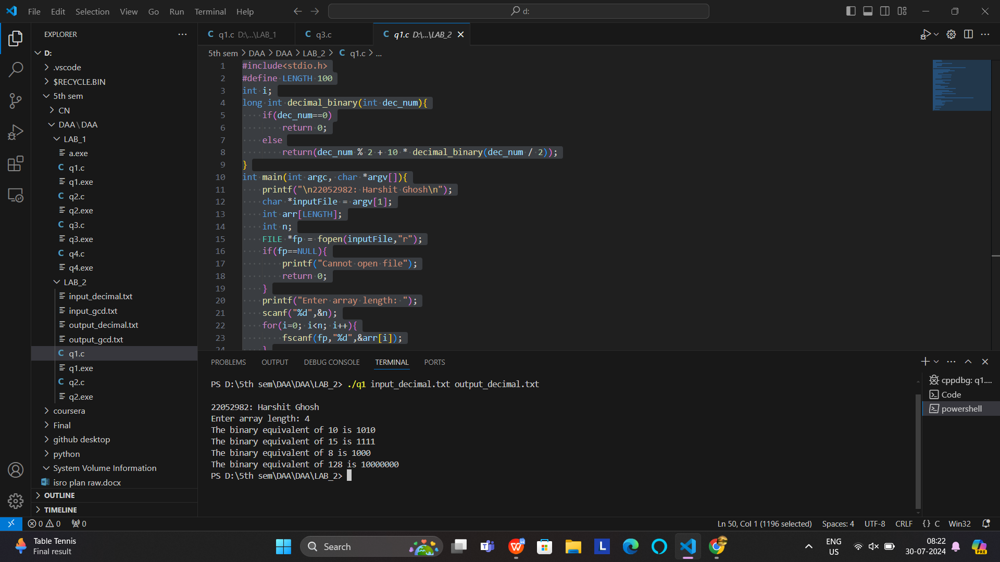 File Edit Selection View Go Run Terminal Help
d:
EXPLORER
D:
.vscode
$RECYCLE.BIN
5th sem
CN
DAA \ DAA
LAB_1
a.exe
q1.c
q1.exe
q2.c
q2.exe
q3.c
q3.exe
q4.c
q4.exe
LAB_2
input_decimal.txt
input_gcd.txt
output_decimal.txt
output_gcd.txt
q1.c
q1.exe
q2.c
q2.exe
coursera
Final
github desktop
python
System Volume Information
isro plan raw.docx
OUTLINE
TIMELINE
q1.c D:\...\LAB_1
q3.c
q1.c D:\...\LAB_2
5th sem > DAA > DAA > LAB_2 > q1.c > ...
1 #include<stdio.h>
2 #define LENGTH 100
3 int i;
4 long int decimal_binary(int dec_num){
5 if(dec_num==0)
6 return 0;
7 else
8 return(dec_num % 2 + 10 * decimal_binary(dec_num / 2));
9 }
10 int main(int argc, char *argv[]){
11 printf("\n22052982: Harshit Ghosh\n");
12 char *inputFile = argv[1];
13 int arr[LENGTH];
14 int n;
15 FILE *fp = fopen(inputFile,"r");
16 if(fp==NULL){
17 printf("Cannot open file");
18 return 0;
19 }
20 printf("Enter array length: ");
21 scanf("%d",&n);
22 for(i=0; i<n; i++){
23 fscanf(fp,"%d",&arr[i]);
24 }
PROBLEMS OUTPUT DEBUG CONSOLE TERMINAL PORTS
PS D:\5th sem\DAA\DAA\LAB_2> ./q1 input_decimal.txt output_decimal.txt
22052982: Harshit Ghosh
Enter array length: 4
The binary equivalent of 10 is 1010
The binary equivalent of 15 is 1111
The binary equivalent of 8 is 1000
The binary equivalent of 128 is 10000000
PS D:\5th sem\DAA\DAA\LAB_2>
cppdbg: q1....
Code
powershell
0 0 0
Ln 50, Col 1 (1196 selected) Spaces: 4 UTF-8 CRLF {} C Win32
Table Tennis
Final result
Search
ENG
US
08:22
30-07-2024
PRE